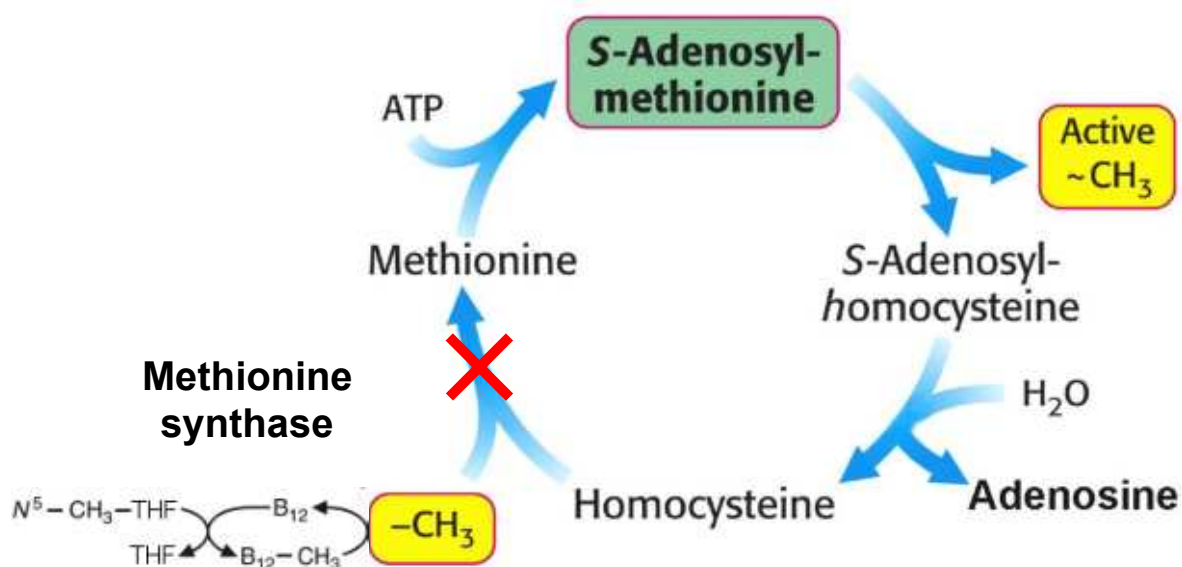 S-Adenosyl-
methionine
ATP
Active
~CH₃
Methionine
S-Adenosyl-
homocysteine
Methionine
synthase
H₂O
N⁵–CH₃–THF
B₁₂
–CH₃
THF
B₁₂–CH₃
Homocysteine
Adenosine